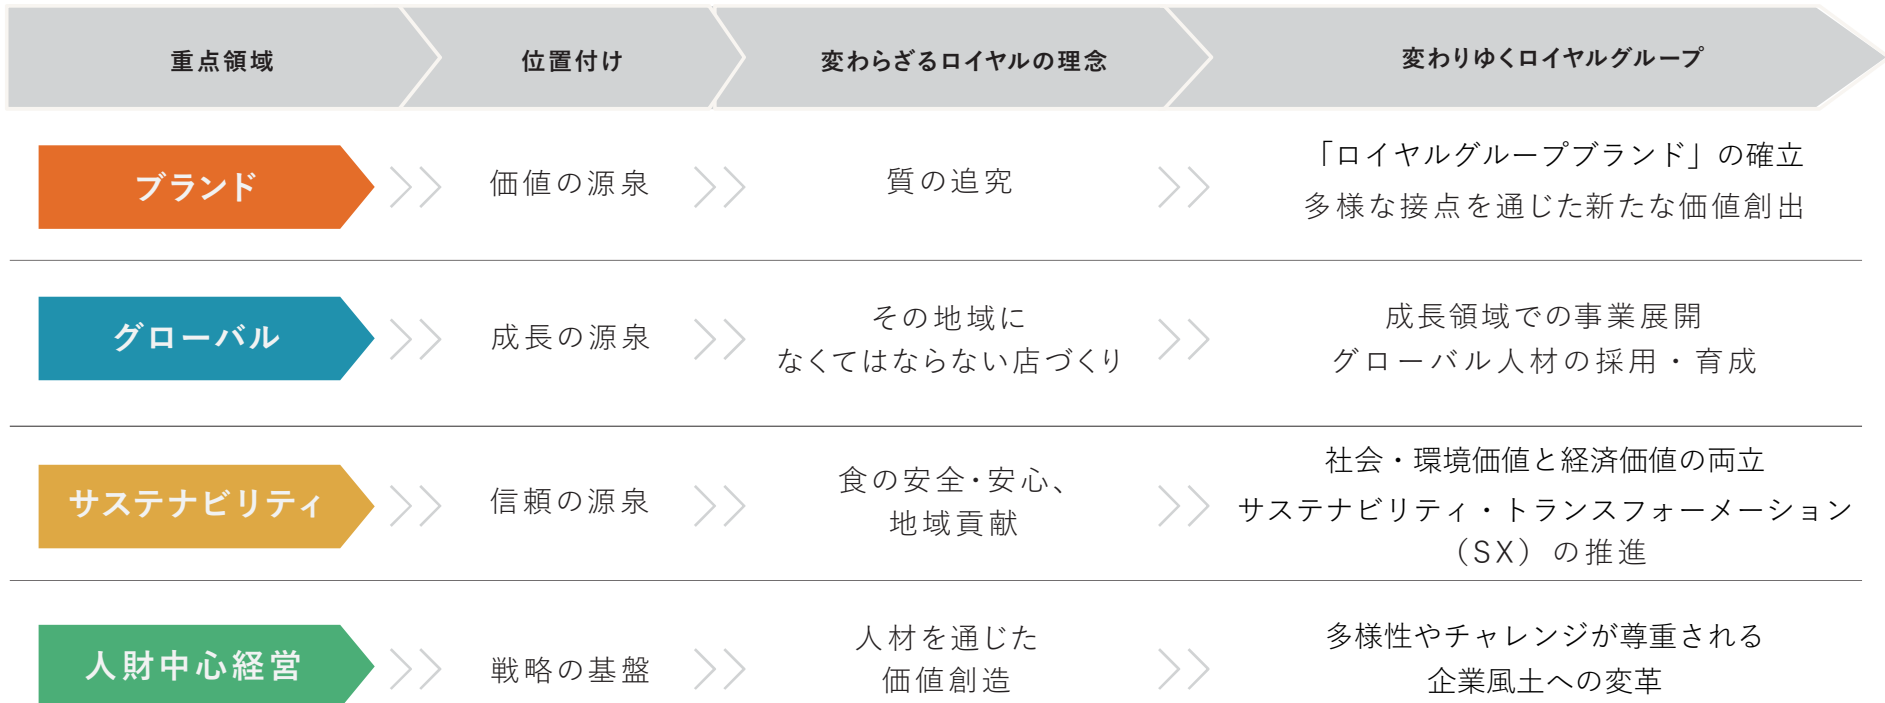 重点領域
位置付け
変わらざるロイヤルの理念
変わりゆくロイヤルグループ
ブランド
価値の源泉
質の追究
「ロイヤルグループブランド」の確立
多様な接点を通じた新たな価値創出
グローバル
成長の源泉
その地域に
なくてはならない店づくり
成長領域での事業展開
グローバル人材の採用・育成
サステナビリティ
信頼の源泉
食の安全・安心、
地域貢献
社会・環境価値と経済価値の両立
サステナビリティ・トランスフォーメーション
（SX）の推進
人財中心経営
戦略の基盤
人材を通じた
価値創造
多様性やチャレンジが尊重される
企業風土への変革